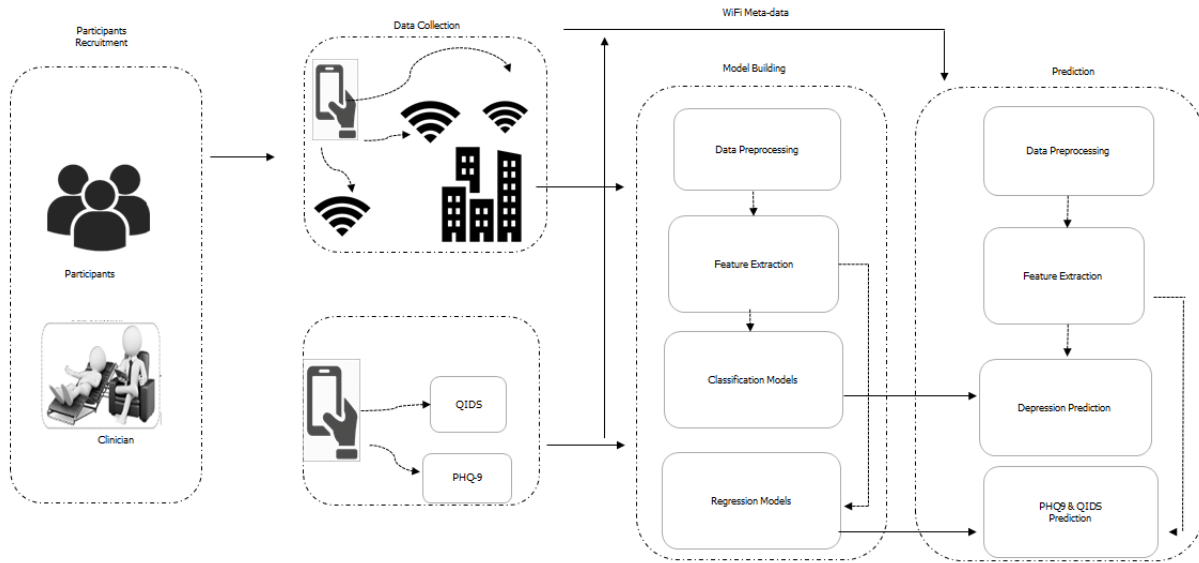 Participants
Recruitment
Participants
Clinician
Data Collection
QIDS
PHQ-9
WiFi Meta-data
Model Building
Data Preprocessing
Feature Extraction
Classification Models
Regression Models
Prediction
Data Preprocessing
Feature Extraction
Depression Prediction
PHQ9 & QIDS
Prediction